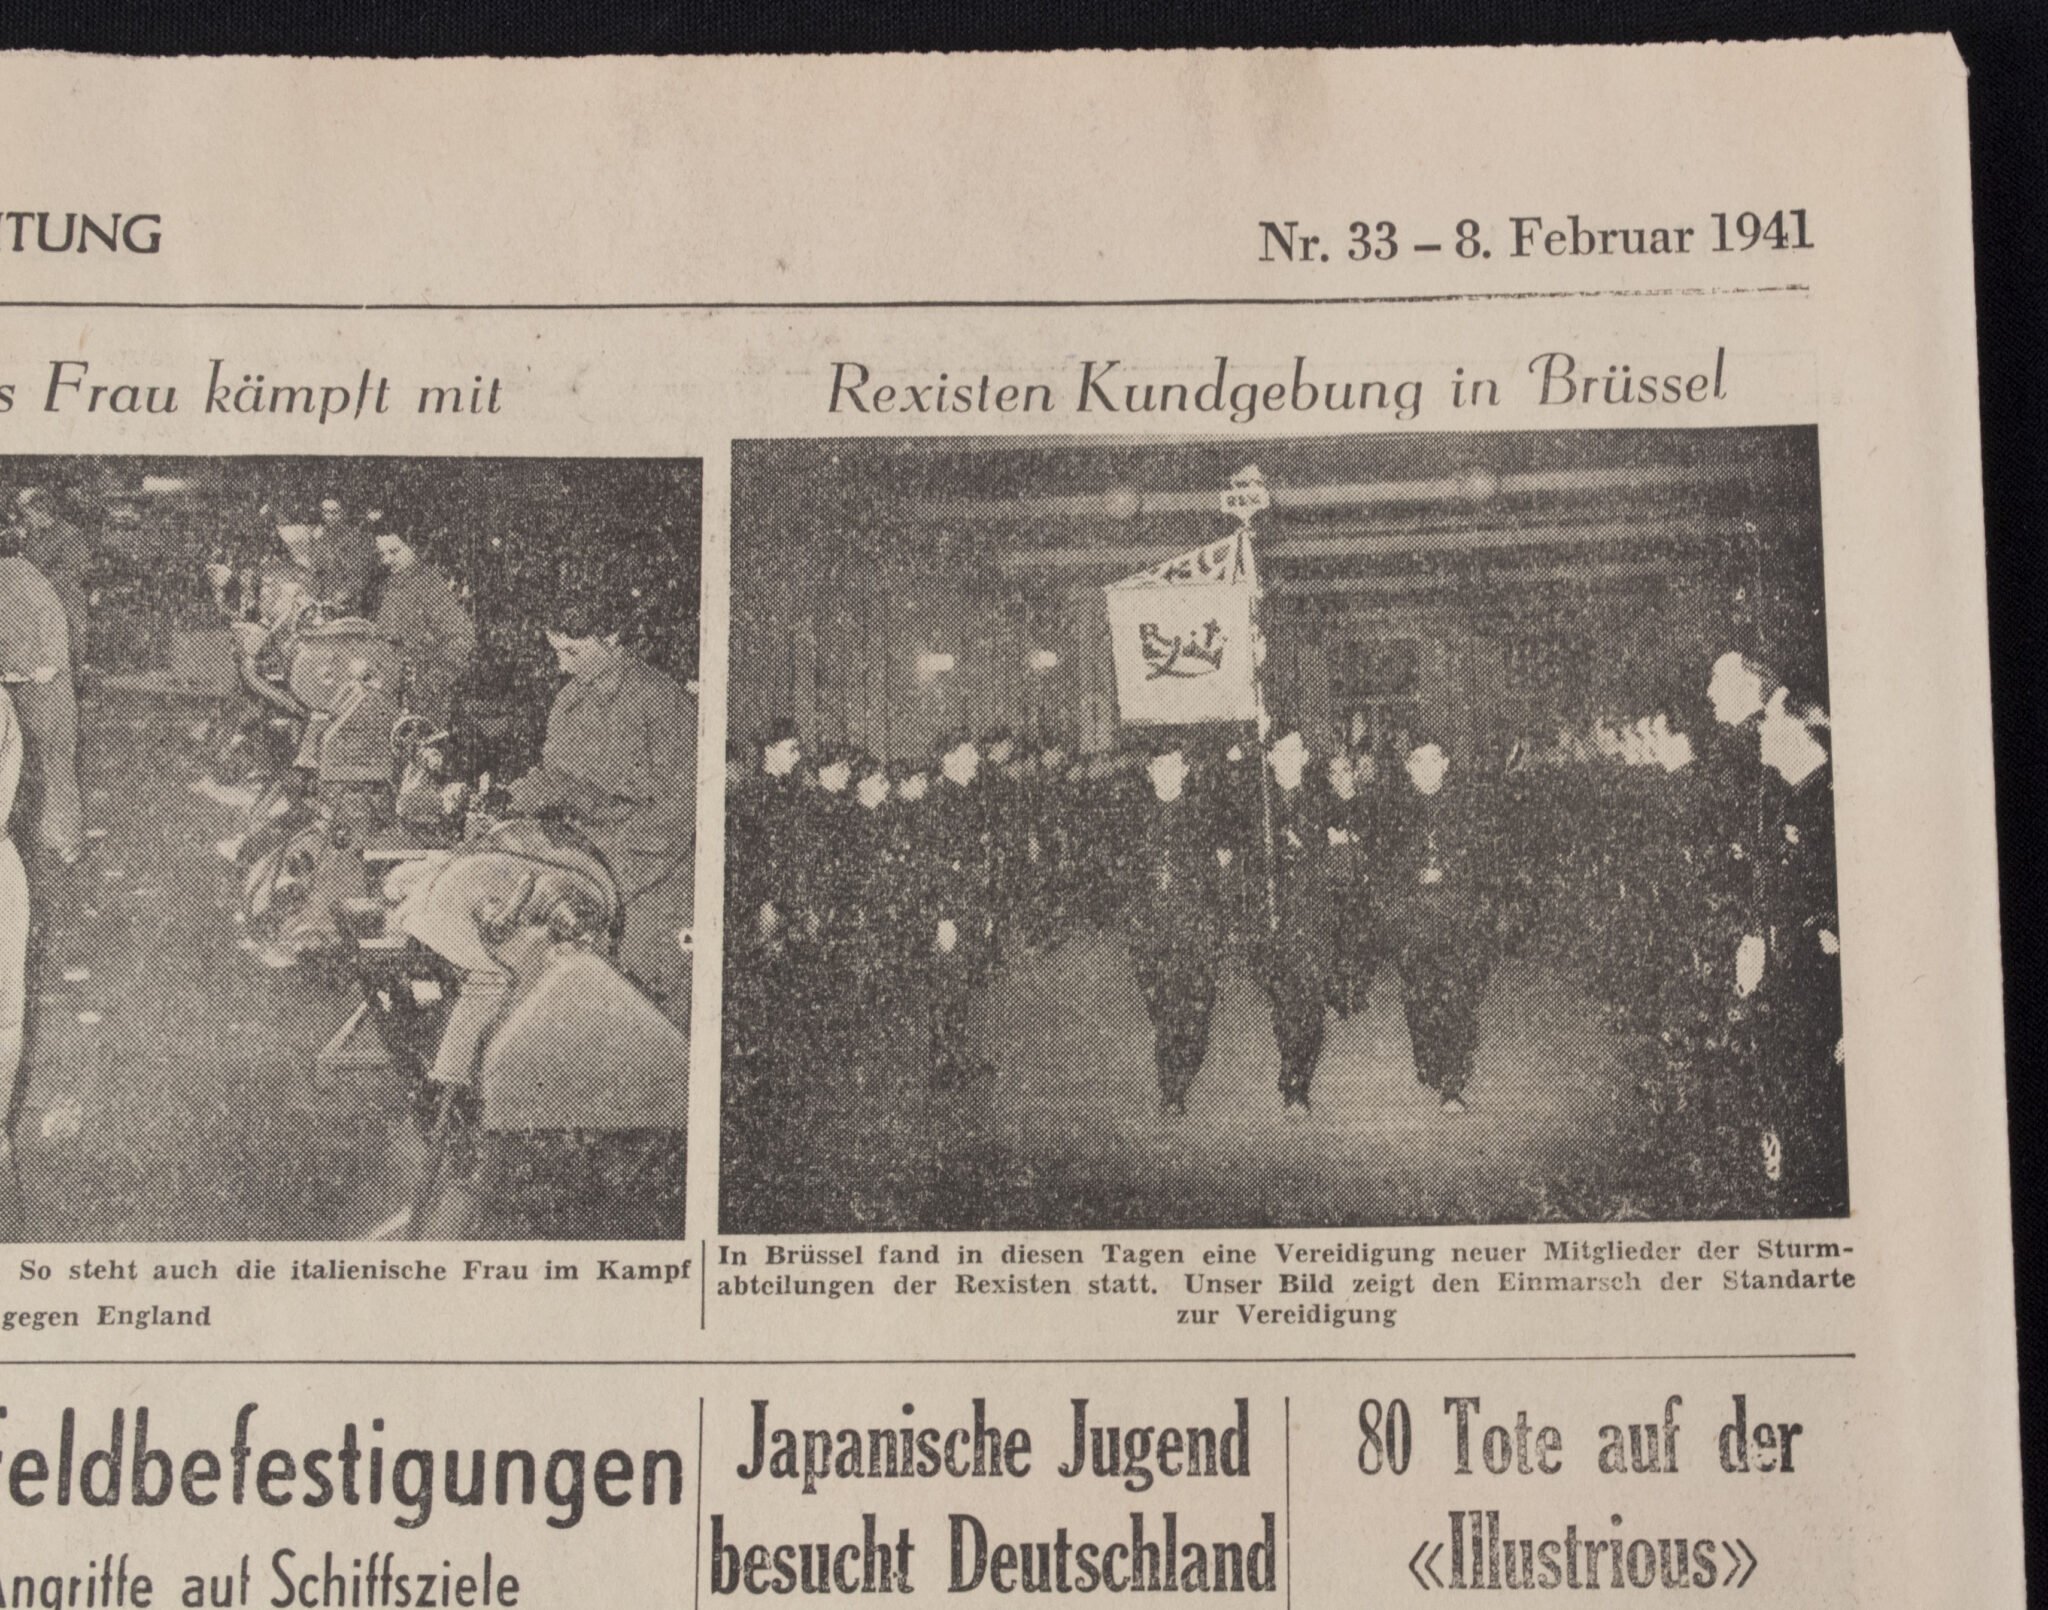 ITUNG
Nr. 33 – 8. Februar 1941
s Frau kämpft mit
Rexisten Kundgebung in Brüssel
So steht auch die italienische Frau im Kampf
gegen England
In Brüssel fand in diesen Tagen eine Vereidigung neuer Mitglieder der Sturm-
abteilungen der Rexisten statt. Unser Bild zeigt den Einmarsch der Standarte
zur Vereidigung
feldbefestigungen
Angriffe auf Schiffsziele
Japanische Jugend
besucht Deutschland
80 Tote auf der
«Illustrious»